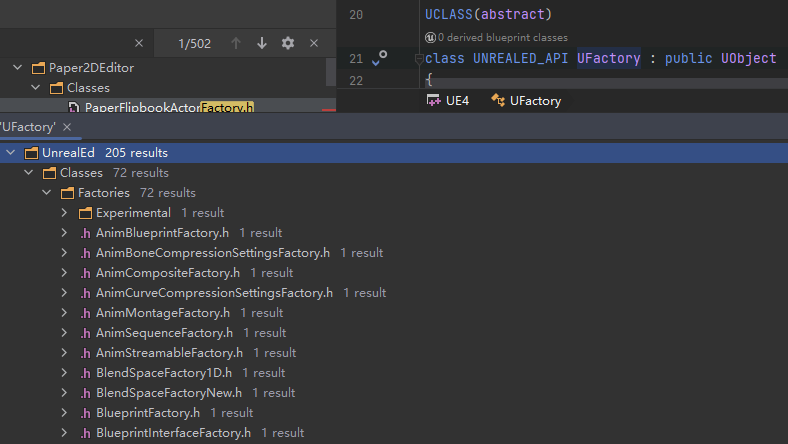 20 UCLASS(abstract)
0 derived blueprint classes
1/502
21 class UNREALED_API UFactory : public UObject
Paper2DEditor
22 {
Classes
PaperFlipbookActorFactory.h
UE4 UFactory
'UFactory' ×
UnrealEd 205 results
Classes 72 results
Factories 72 results
Experimental 1 result
.h AnimBlueprintFactory.h 1 result
.h AnimBoneCompressionSettingsFactory.h 1 result
.h AnimCompositeFactory.h 1 result
.h AnimCurveCompressionSettingsFactory.h 1 result
.h AnimMontageFactory.h 1 result
.h AnimSequenceFactory.h 1 result
.h AnimStreamableFactory.h 1 result
.h BlendSpaceFactory1D.h 1 result
.h BlendSpaceFactoryNew.h 1 result
.h BlueprintFactory.h 1 result
.h BlueprintInterfaceFactory.h 1 result